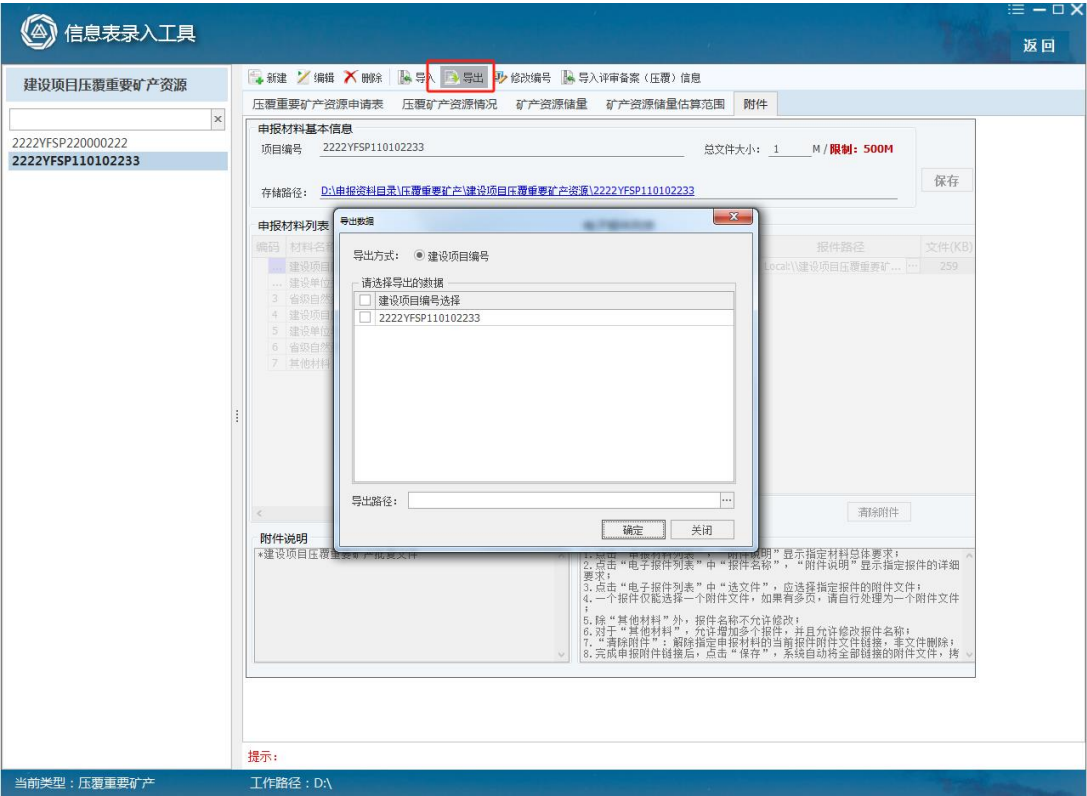 信息表录入工具
返回
建设项目压覆重要矿产资源
新建 编辑 删除 导入 导出 修改编号 导入评审备案（压覆）信息
压覆重要矿产资源申请表 压覆矿产资源情况 矿产资源储量 矿产资源储量估算范围 附件
2222YFSP220000222
2222YFSP110102233
申报材料基本信息
项目编号 2222YFSP110102233 总文件大小： 1 M / 限制：500M
存储路径： D:\申报资料目录\压覆重要矿产\建设项目压覆重要矿产资源\2222YFSP110102233
保存
申报材料列表
编码 材料名 报件路径 文件(KB)
... 建设项目 Local:\\建设项目压覆重要矿... ... 259
... 建设单位
3 省级自然
4 建设项目
5 建设单位
6 省级自然
7 其他材料
导出数据
导出方式： 建设项目编号
请选择导出的数据
建设项目编号选择
2222YFSP110102233
导出路径： ...
确定 关闭
清除附件
附件说明
*建设项目压覆重要矿产批复文件
1.点击“申报材料列表”，“附件说明”显示指定材料总体要求；
2.点击“电子报件列表”中“报件名称”，“附件说明”显示指定报件的详细
要求；
3.点击“电子报件列表”中“选文件”，应选择指定报件的附件文件；
4.一个报件仅能选择一个附件文件，如果有多页，请自行处理为一个附件文件
；
5.除“其他材料”外，报件名称不允许修改；
6.对于“其他材料”，允许增加多个报件，并且允许修改报件名称；
7.“清除附件”：解除指定申报材料的当前报件附件文件链接，非文件删除；
8.完成申报附件链接后，点击“保存”，系统自动将全部链接的附件文件，拷
提示：
当前类型：压覆重要矿产 工作路径：D:\